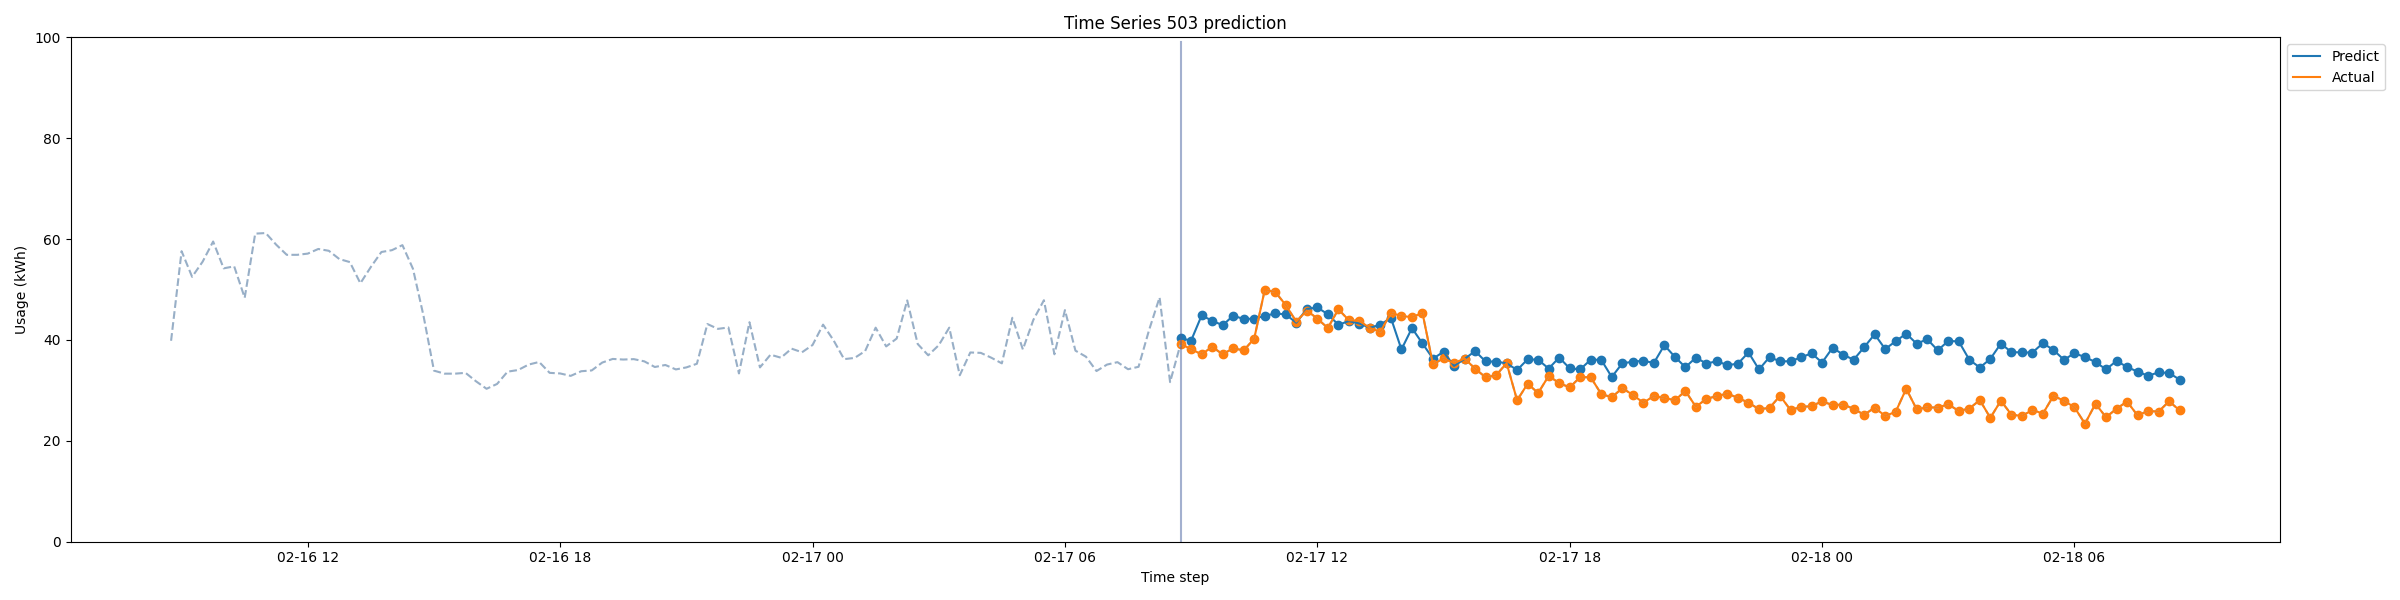 Time Series 503 prediction
100
80
60
40
20
0
Usage (kWh)
02-16 12
02-16 18
02-17 00
02-17 06
02-17 12
02-17 18
02-18 00
02-18 06
Time step
Predict
Actual